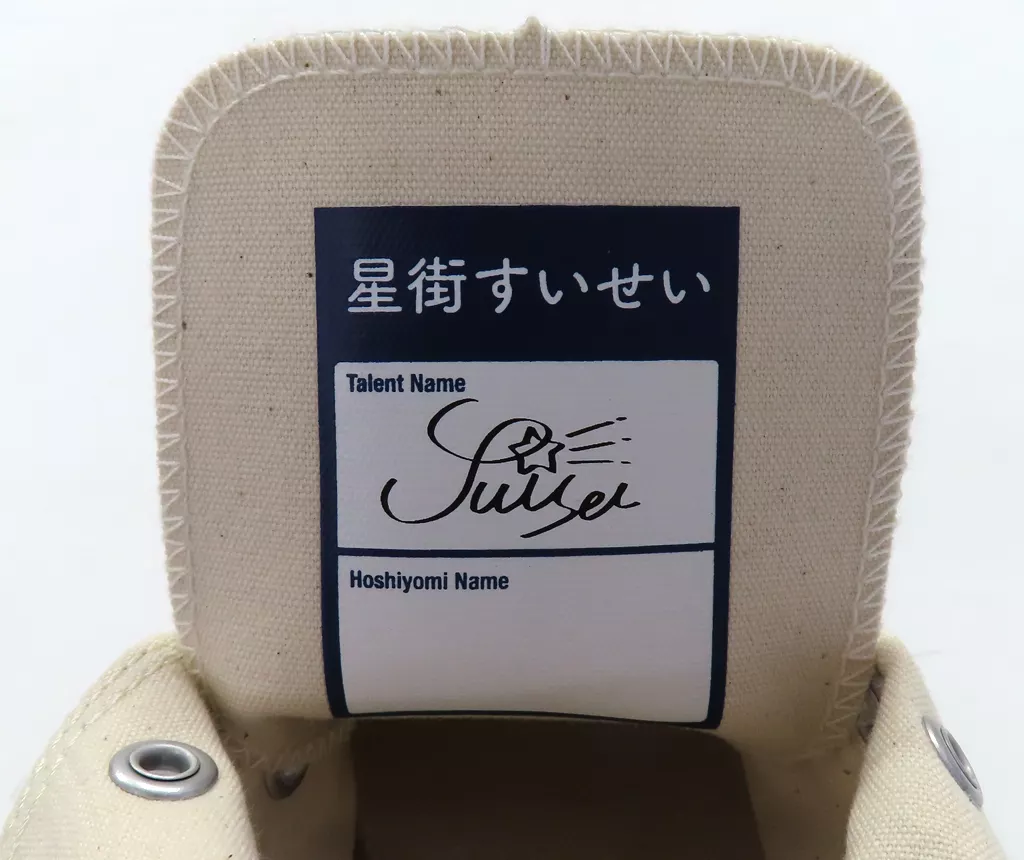 星街すいせい
Talent Name
Suisei
Hoshiyomi Name